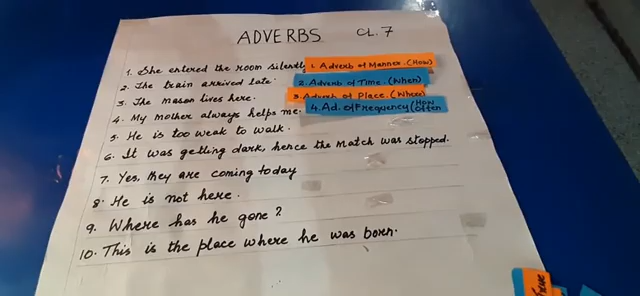 ADVERBS CL.7
1. She entered the room silently 1. Adverb of Manner. (How)
2. The train arrived late. 2. Adverb of Time. (When)
3. The mason lives here. 3. Adverb of Place. (Where)
4. My mother always helps me. 4. Ad. of Frequency (How Often
5. He is too weak to walk.
6. It was getting dark, hence the match was stopped.
7. Yes, they are coming today
8. He is not here.
9. Where has he gone?
10. This is the place where he was born.